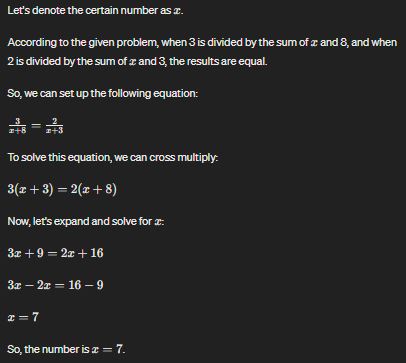 Let's denote the certain number as x.
According to the given problem, when 3 is divided by the sum of x and 8, and when
2 is divided by the sum of x and 3, the results are equal.
So, we can set up the following equation:
3/x+8 = 2/x+3
To solve this equation, we can cross multiply:
3(x + 3) = 2(x + 8)
Now, let's expand and solve for x:
3x + 9 = 2x + 16
3x − 2x = 16 − 9
x = 7
So, the number is x = 7.